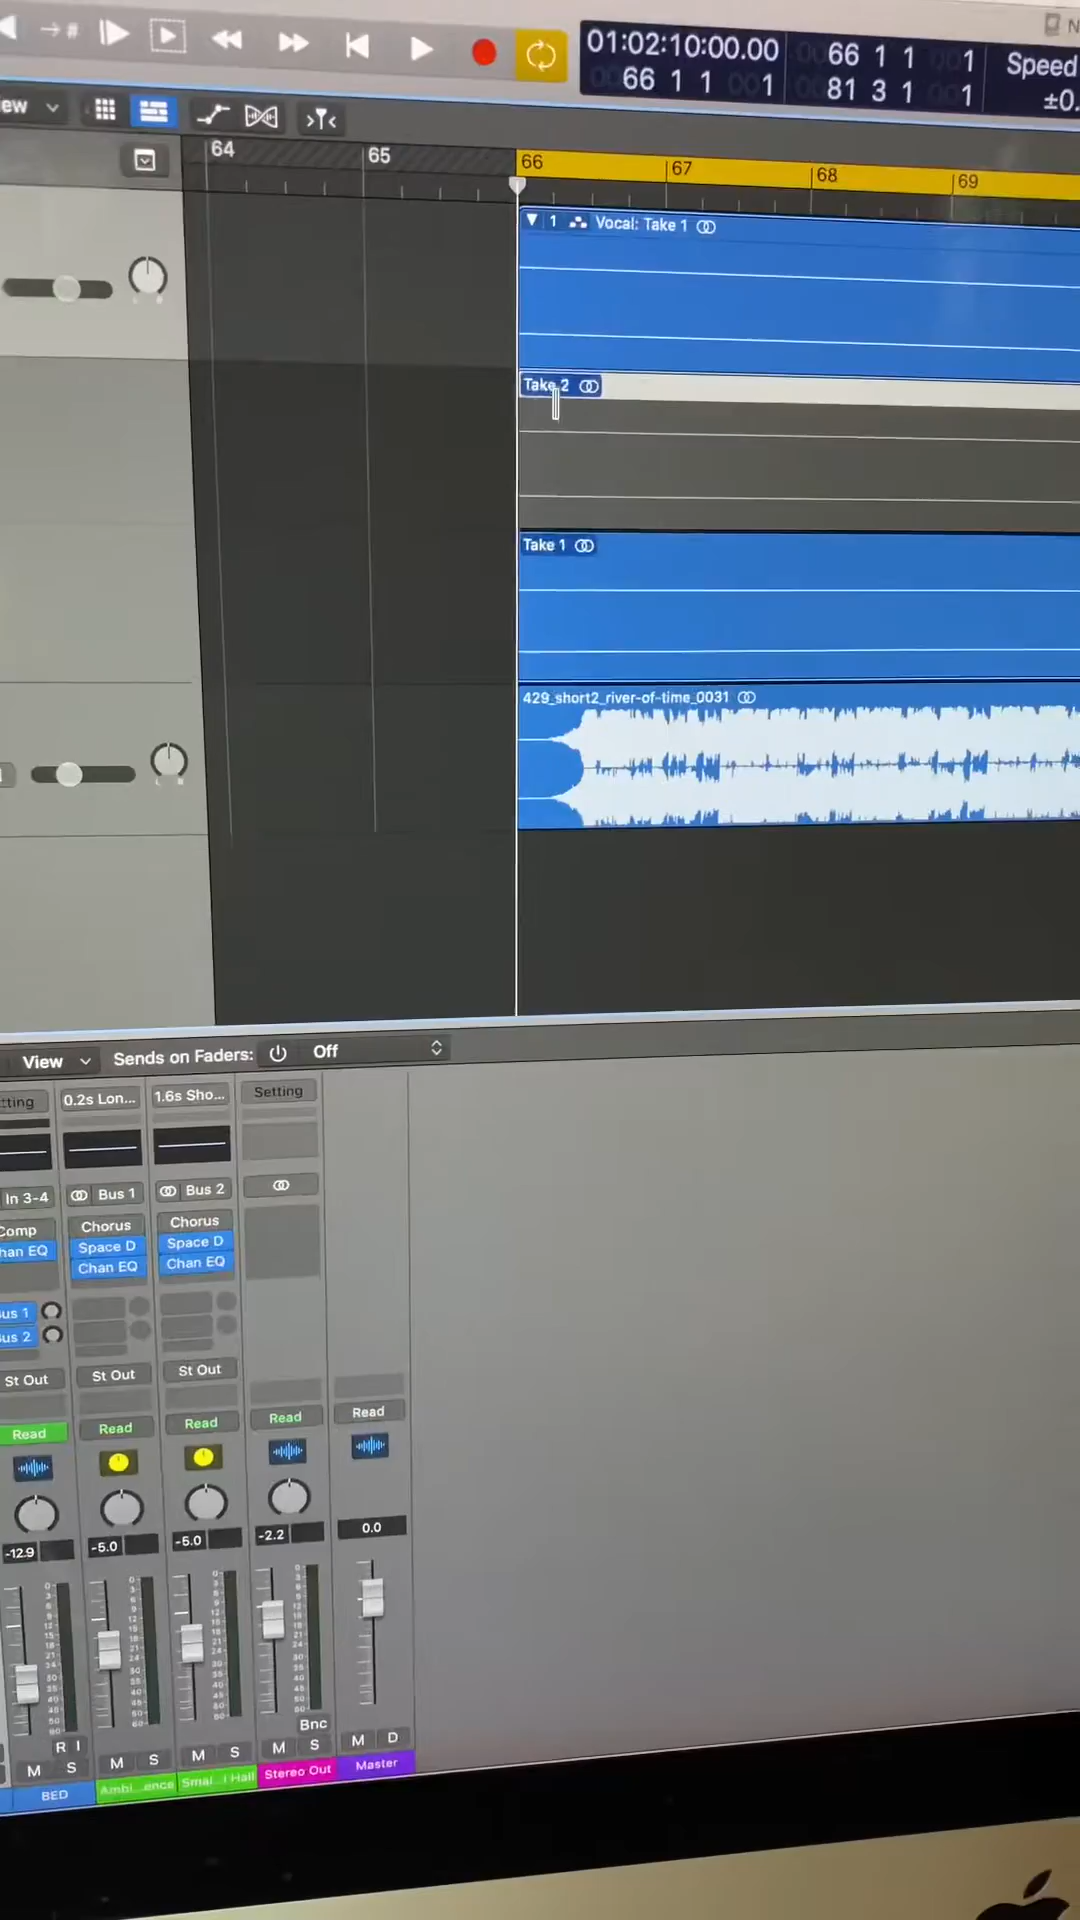 01:02:10:00.00
66 1 1 1
66 1 1 1
81 3 1 1
Speed
±0.
ew
64
65
66
67
68
69
1 Vocal: Take 1
Take 2
Take 1
429_short2_river-of-time_0031
View
Sends on Faders:
Off
tting
0.2s Lon...
1.6s Sho...
Setting
In 3-4
Bus 1
Bus 2
Comp
Chorus
Chorus
han EQ
Space D
Space D
Chan EQ
Chan EQ
us 1
us 2
St Out
St Out
St Out
Read
Read
Read
Read
Read
-12.9
-5.0
-5.0
-2.2
0.0
Bnc
R I
M S
M S
M S
M S
M D
BED
Ambi...ence
Smal...l Hall
Stereo Out
Master